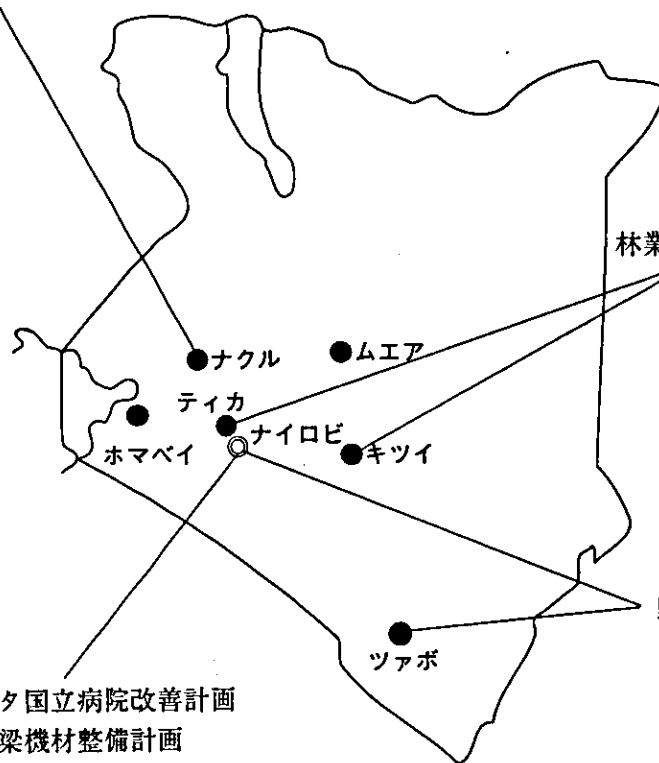 林業
ナクル
ムエア
ティカ
ナイロビ
ホマベイ
キツイ
ツァボ
タ国立病院改善計画
梁機材整備計画